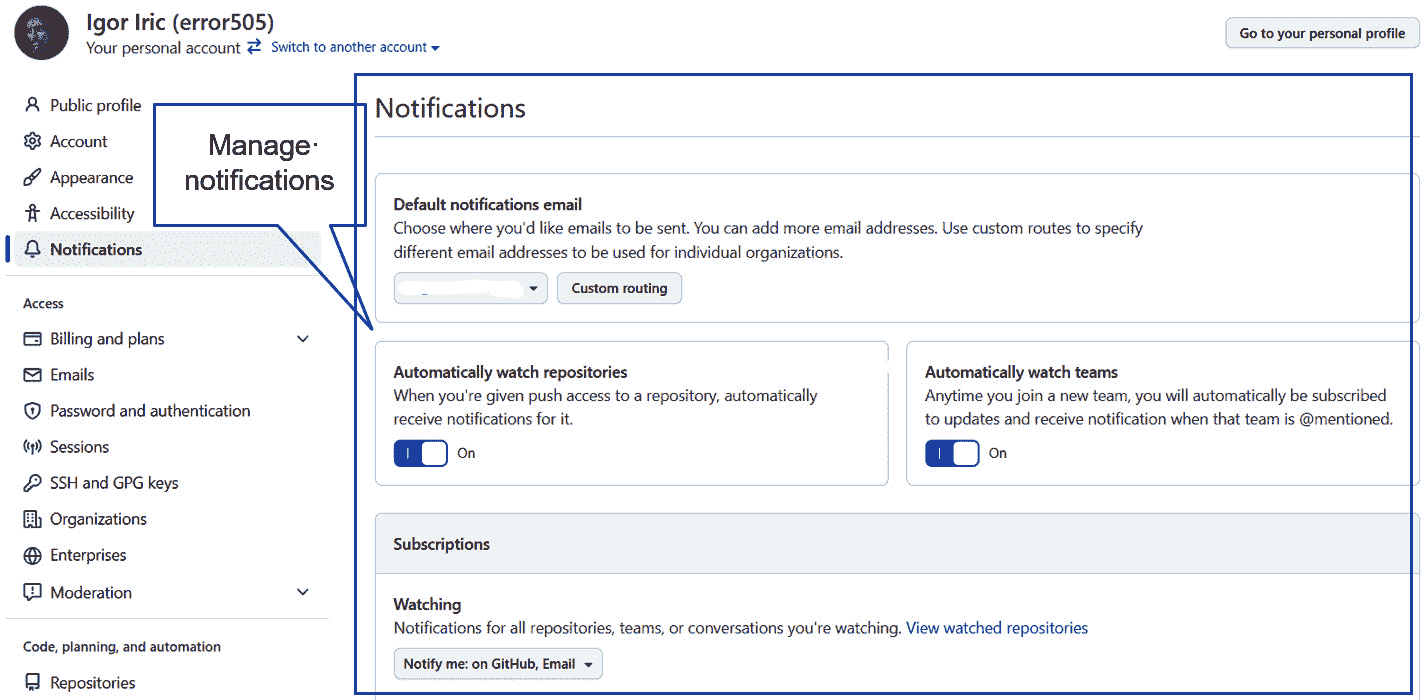 Igor Iric (error505)
Your personal account Switch to another account
Go to your personal profile
Public profile
Account
Appearance
Accessibility
Notifications
Access
Billing and plans
Emails
Password and authentication
Sessions
SSH and GPG keys
Organizations
Enterprises
Moderation
Code, planning, and automation
Repositories
Manage·
notifications
Notifications
Default notifications email
Choose where you'd like emails to be sent. You can add more email addresses. Use custom routes to specify
different email addresses to be used for individual organizations.
Custom routing
Automatically watch repositories
When you're given push access to a repository, automatically
receive notifications for it.
On
Automatically watch teams
Anytime you join a new team, you will automatically be subscribed
to updates and receive notification when that team is @mentioned.
On
Subscriptions
Watching
Notifications for all repositories, teams, or conversations you're watching. View watched repositories
Notify me: on GitHub, Email